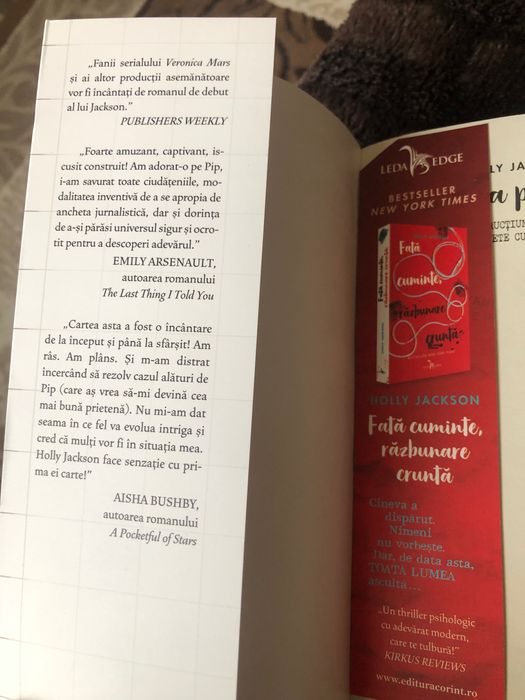 „Fanii serialului Veronica Mars
și ai altor producții asemănătoare
vor fi încântați de romanul de debut
al lui Jackson.”
PUBLISHERS WEEKLY
„Foarte amuzant, captivant, is-
cusit construit! Am adorat-o pe Pip,
i-am savurat toate ciudățeniile, mo-
dalitatea inventivă de a se apropia de
ancheta jurnalistică, dar și dorința
de a-și părăsi universul sigur și ocro-
tit pentru a descoperi adevărul.”
EMILY ARSENAULT,
autoarea romanului
The Last Thing I Told You
„Cartea asta a fost o încântare
de la început și până la sfârșit! Am
râs. Am plâns. Și m-am distrat
încercând să rezolv cazul alături de
Pip (care aș vrea să-mi devină cea
mai bună prietenă). Nu mi-am dat
seama în ce fel va evolua intriga și
cred că mulți vor fi în situația mea.
Holly Jackson face senzație cu pri-
ma ei carte!”
AISHA BUSHBY,
autoarea romanului
A Pocketful of Stars
LEDA EDGE
BESTSELLER
NEW YORK TIMES
Fată
cuminte,
răzbunare
cruntă
HOLLY JACKSON
Fată cuminte,
răzbunare
cruntă
Cineva a
dispărut.
Nimeni
nu vorbește.
Dar, de data asta,
TOATĂ LUMEA
ascultă...
„Un thriller psihologic
cu adevărat modern,
care te tulbură!”
KIRKUS REVIEWS
www.edituracorint.ro
LY JA
a p
RUCȚIUN
ETE CU